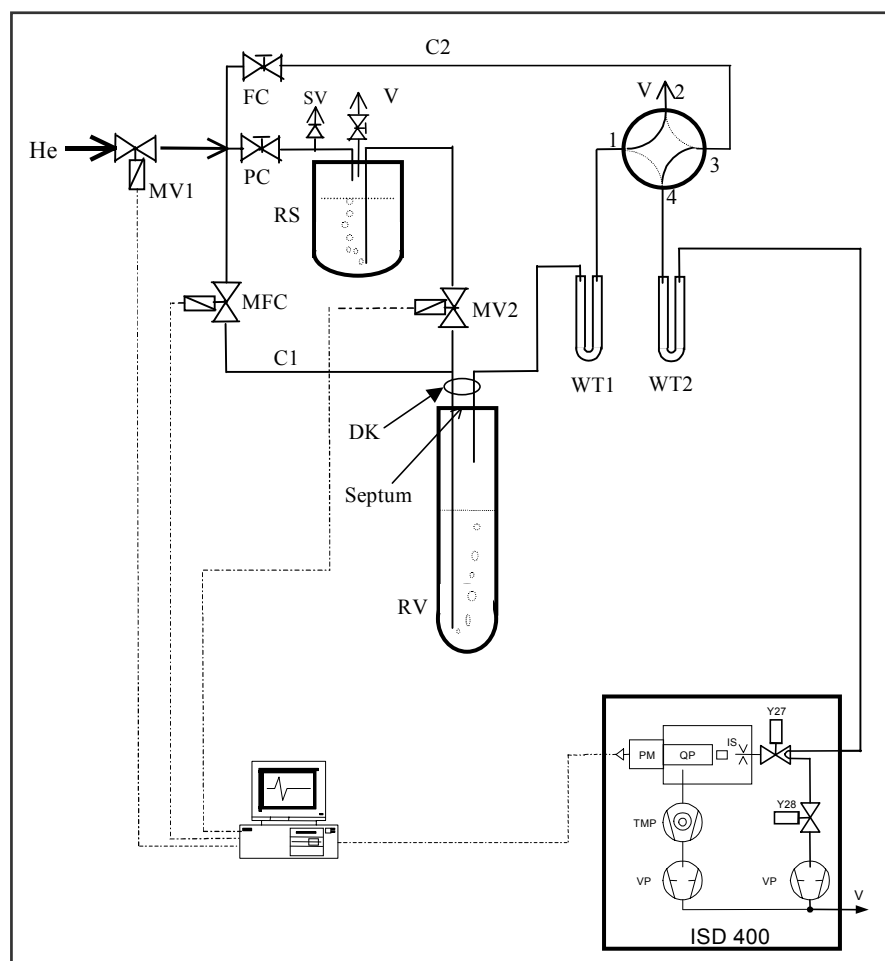 C2
FC
SV
V
V
2
He
1
3
PC
MV1
4
RS
MFC
MV2
C1
WT1
WT2
DK
Septum
RV
Y27
IS
PM
QP
Y28
TMP
VP
VP
V
ISD 400